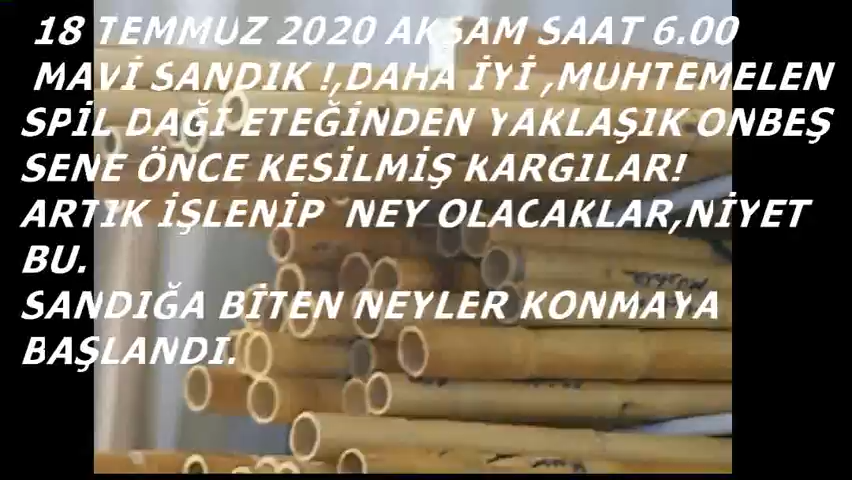 18 TEMMUZ 2020 AKŞAM SAAT 6.00
MAVİ SANDIK !,DAHA İYİ ,MUHTEMELEN
SPİL DAĞI ETEĞİNDEN YAKLAŞIK ONBEŞ
SENE ÖNCE KESİLMİŞ KARGILAR!
ARTIK İŞLENİP NEY OLACAKLAR,NİYET
BU.
SANDIĞA BİTEN NEYLER KONMAYA
BAŞLANDI.